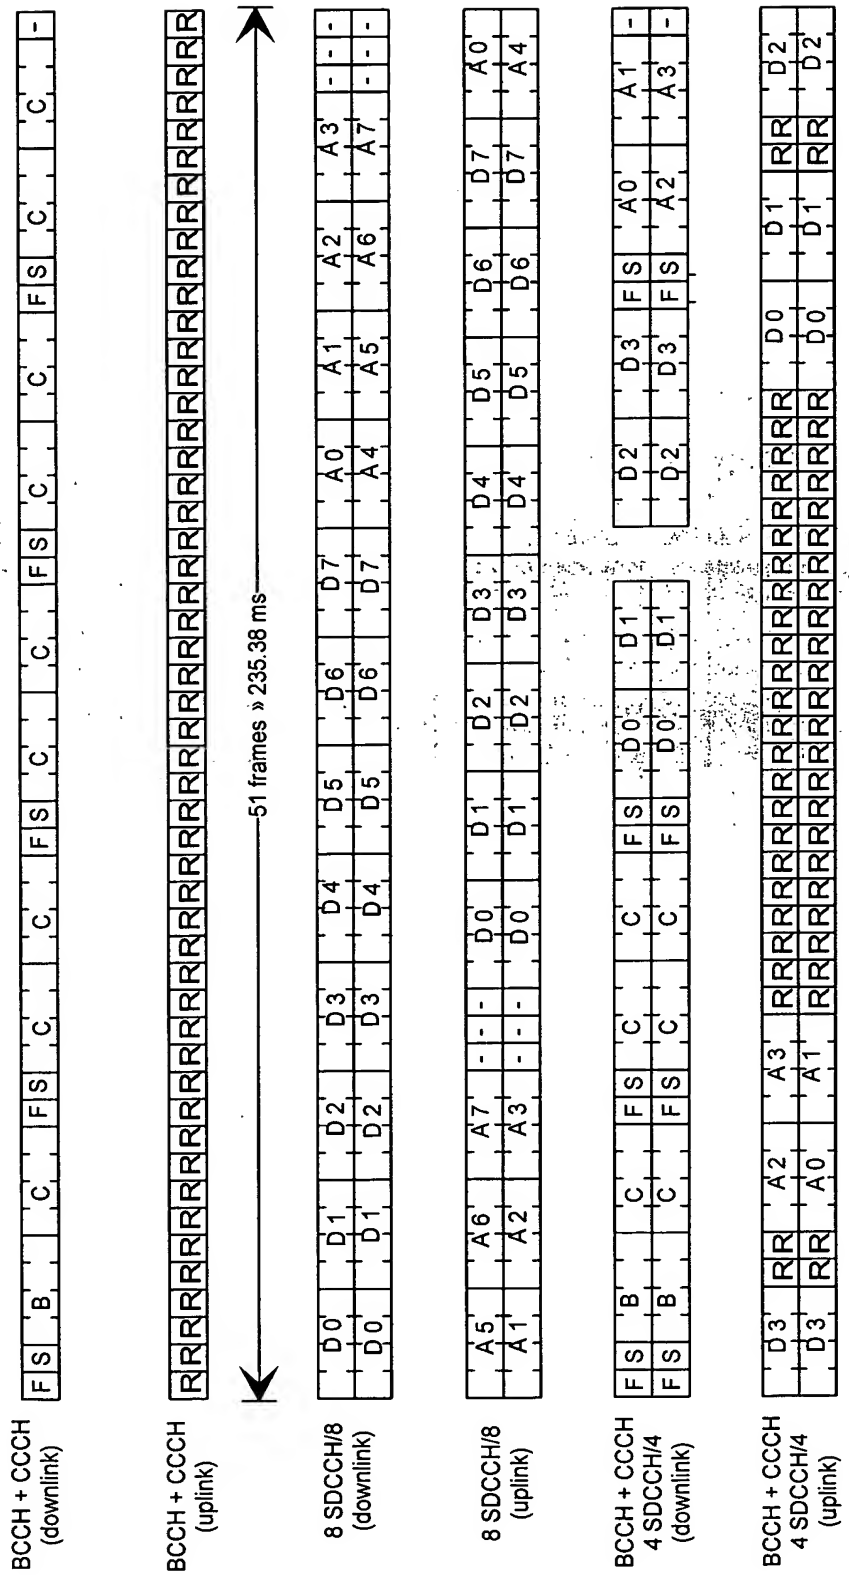 BCCH + CCCH
(downlink)
F S B C F S C C F S C C F S C C F S C C -
BCCH + CCCH
(uplink)
R R R R R R R R R R R R R R R R R R R R R R R R R R R R R R R R R R R R R R R R R R R R R R R R R R R
51 frames » 235.38 ms
8 SDCCH/8
(downlink)
D0 D1 D2 D3 D4 D5 D6 D7 A0 A1 A2 A3 - - -
D0 D1 D2 D3 D4 D5 D6 D7 A4 A5 A6 A7 - - -
8 SDCCH/8
(uplink)
A5 A6 A7 - - - D0 D1 D2 D3 D4 D5 D6 D7 A0
A1 A2 A3 - - - D0 D1 D2 D3 D4 D5 D6 D7 A4
BCCH + CCCH
4 SDCCH/4
(downlink)
F S B C F S C C F S D0 D1 D2 D3 F S A0 A1 -
F S B C F S C C F S D0 D1 D2 D3 F S A2 A3 -
BCCH + CCCH
4 SDCCH/4
(uplink)
D3 R R A2 A3 R R R R R R R R R R R R R R R R R R R R R R R D0 D1 R R D2
D3 R R A0 A1 R R R R R R R R R R R R R R R R R R R R R R R D0 D1 R R D2